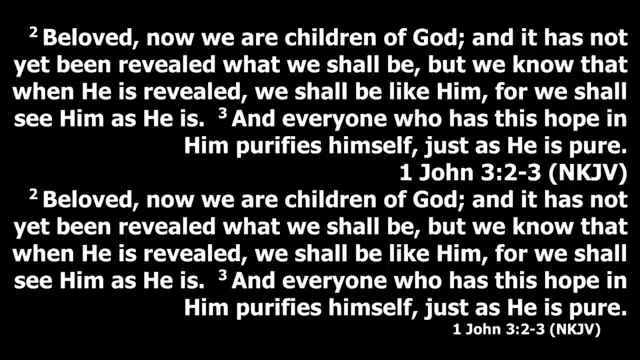 ² Beloved, now we are children of God; and it has not
yet been revealed what we shall be, but we know that
when He is revealed, we shall be like Him, for we shall
see Him as He is. ³ And everyone who has this hope in
Him purifies himself, just as He is pure.
1 John 3:2-3 (NKJV)
² Beloved, now we are children of God; and it has not
yet been revealed what we shall be, but we know that
when He is revealed, we shall be like Him, for we shall
see Him as He is. ³ And everyone who has this hope in
Him purifies himself, just as He is pure.
1 John 3:2-3 (NKJV)